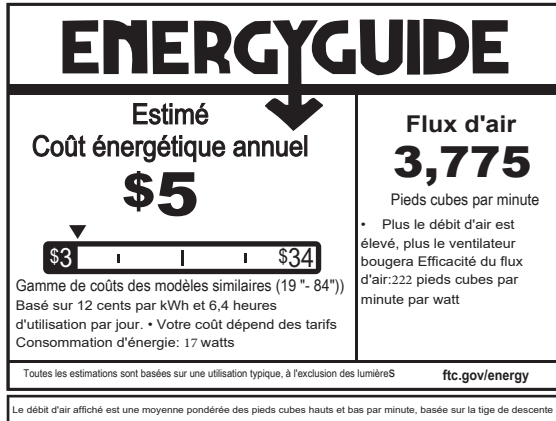 ENERGYGUIDE
Estimé
Coût énergétique annuel
$5
$3
$34
Gamme de coûts des modèles similaires (19 "- 84"))
Basé sur 12 cents par kWh et 6,4 heures
d'utilisation par jour. • Votre coût dépend des tarifs
Consommation d'énergie: 17 watts
Flux d'air
3,775
Pieds cubes par minute
• Plus le débit d'air est
élevé, plus le ventilateur
bougera Efficacité du flux
d'air:222 pieds cubes par
minute par watt
Toutes les estimations sont basées sur une utilisation typique, à l'exclusion des lumièreS
ftc.gov/energy
Le débit d'air affiché est une moyenne pondérée des pieds cubes hauts et bas par minute, basée sur la tige de descente